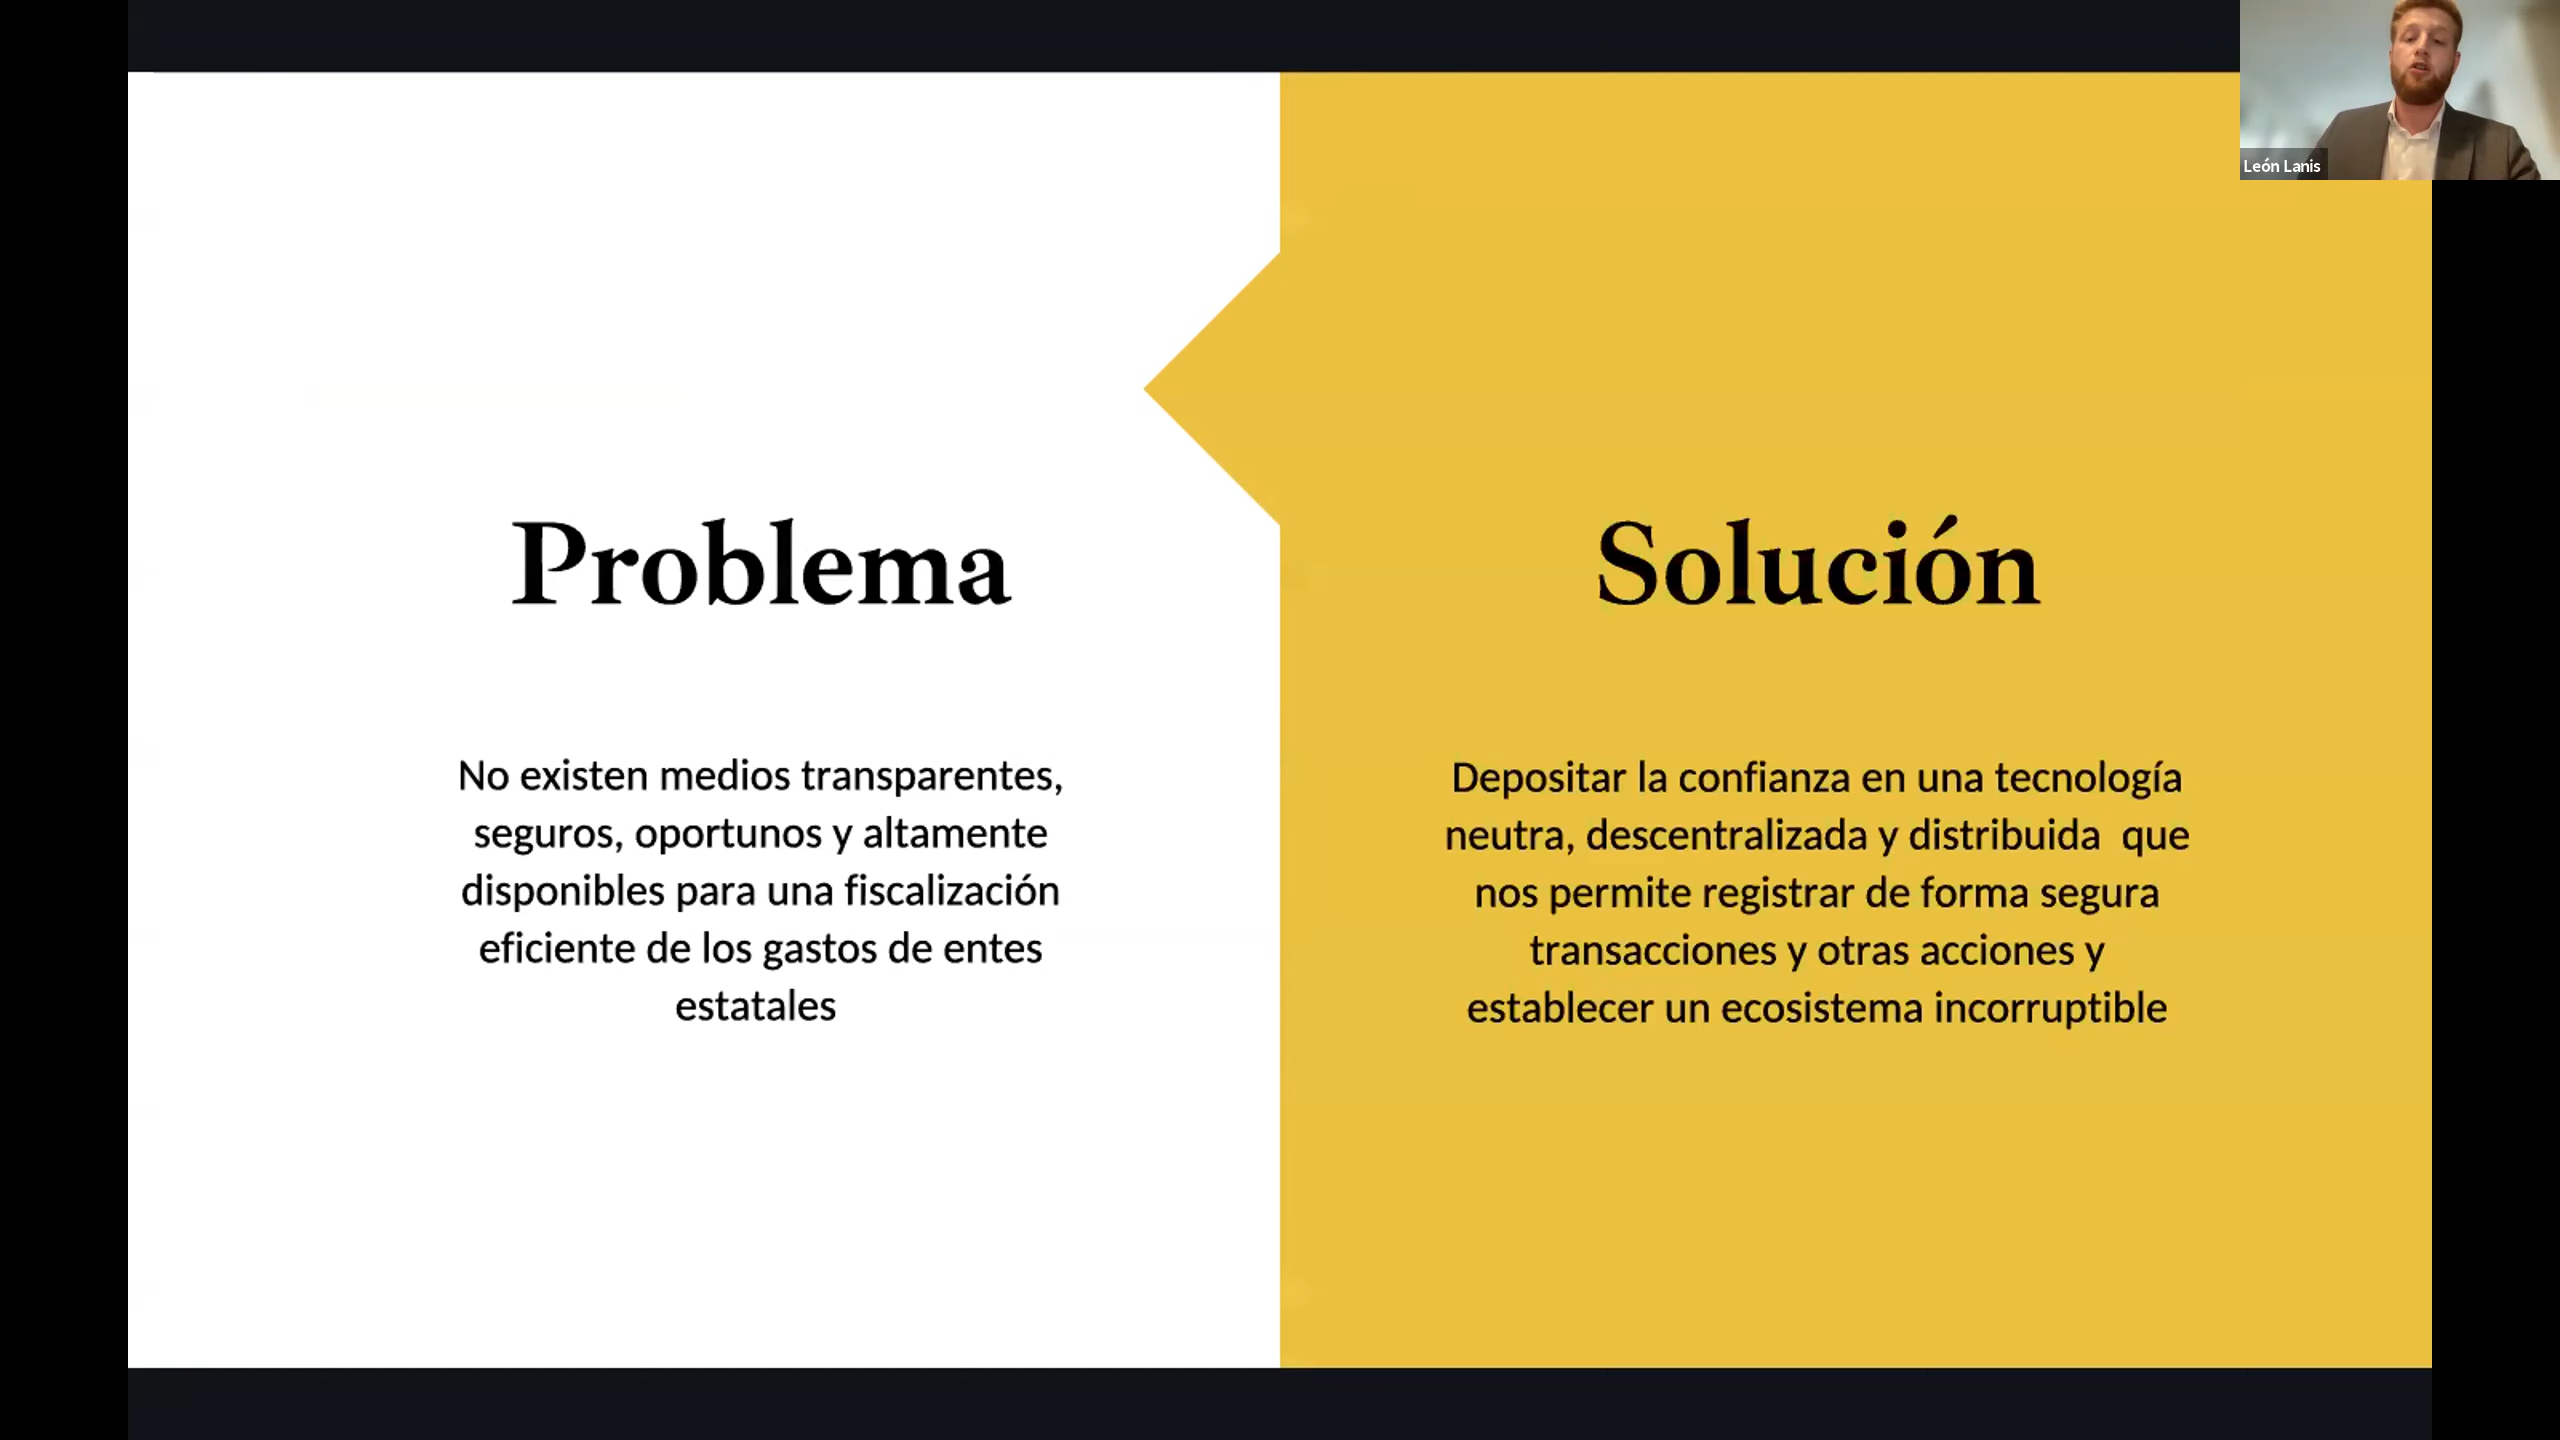 León Lanis
Problema
No existen medios transparentes,
seguros, oportunos y altamente
disponibles para una fiscalización
eficiente de los gastos de entes
estatales
Solución
Depositar la confianza en una tecnología
neutra, descentralizada y distribuida  que
nos permite registrar de forma segura
transacciones y otras acciones y
establecer un ecosistema incorruptible